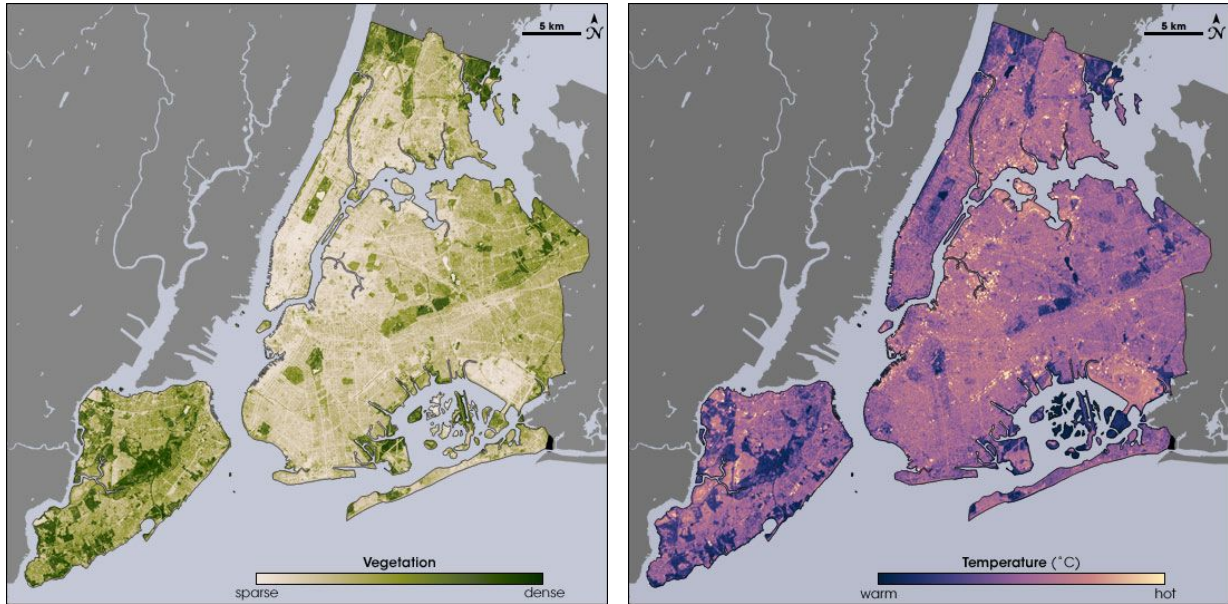 5 km
N
Vegetation
sparse dense
5 km
N
Temperature (°C)
warm hot